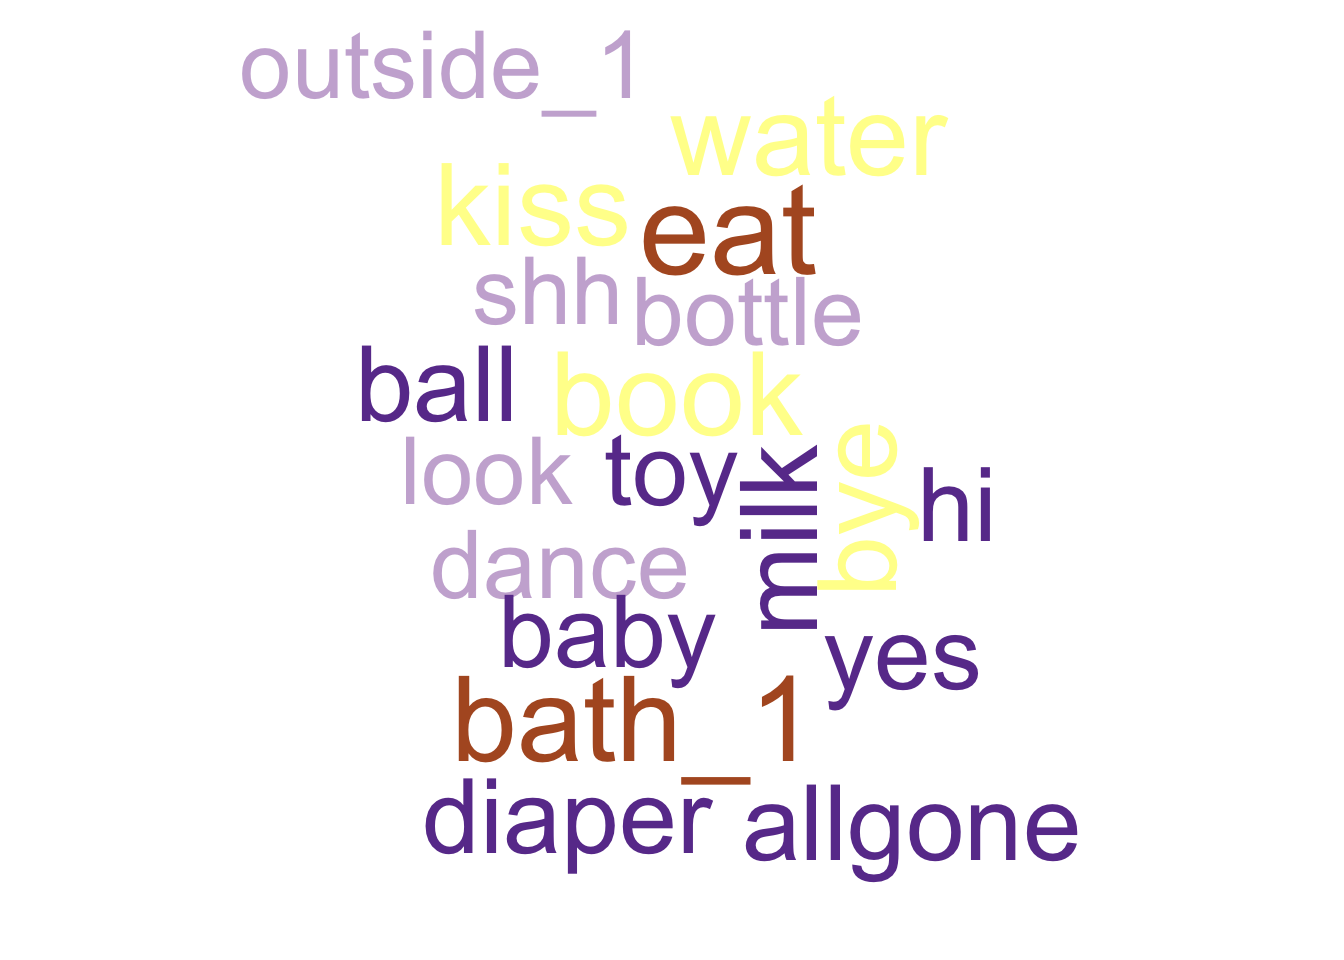 outside_1
water
kiss
eat
shh
bottle
ball
book
look
toy
milk
bye
hi
dance
baby
yes
bath_1
diaper
allgone